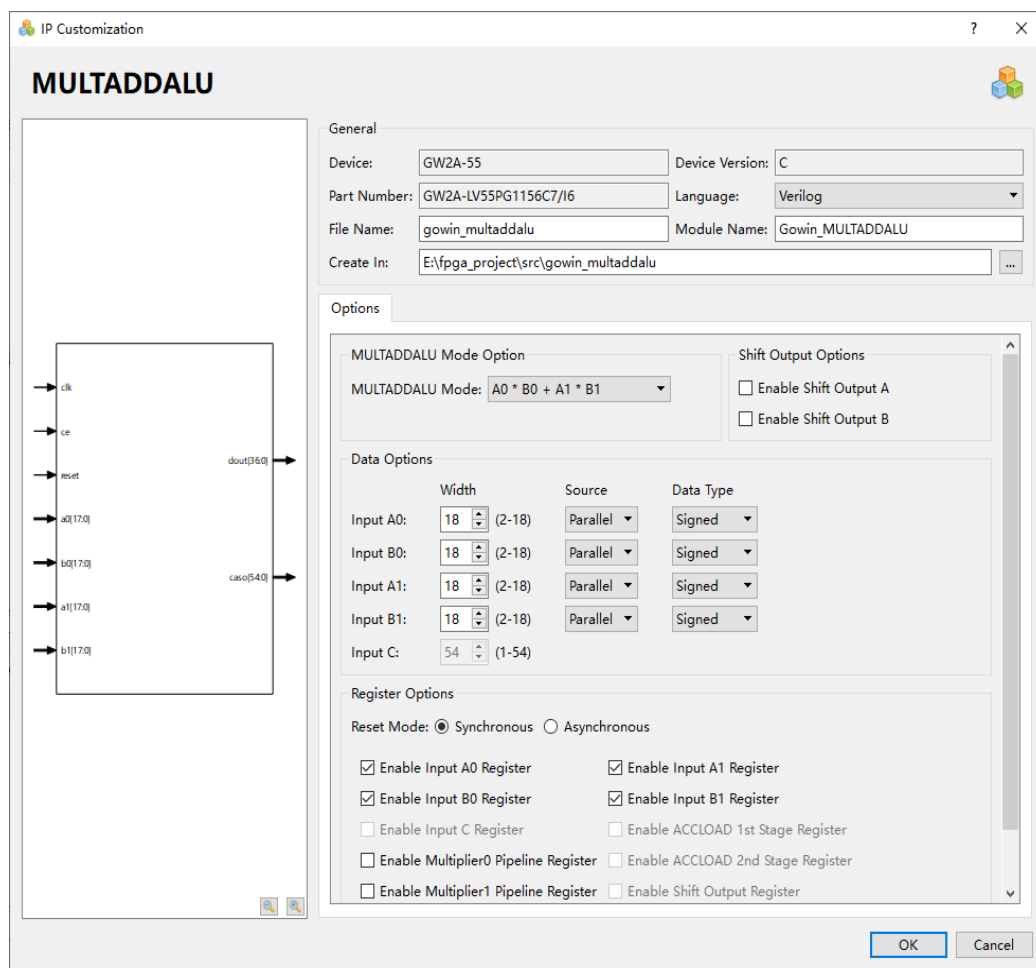 IP Customization
?
MULTADDALU
clk
ce
reset
a0[17:0]
b0[17:0]
a1[17:0]
b1[17:0]
dout[36:0]
caso[54:0]
General
Device: GW2A-55 Device Version: C
Part Number: GW2A-LV55PG1156C7/I6 Language: Verilog
File Name: gowin_multaddalu Module Name: Gowin_MULTADDALU
Create In: E:\fpga_project\src\gowin_multaddalu ...
Options
MULTADDALU Mode Option
MULTADDALU Mode: A0 * B0 + A1 * B1
Shift Output Options
Enable Shift Output A
Enable Shift Output B
Data Options
Width Source Data Type
Input A0: 18 (2-18) Parallel Signed
Input B0: 18 (2-18) Parallel Signed
Input A1: 18 (2-18) Parallel Signed
Input B1: 18 (2-18) Parallel Signed
Input C: 54 (1-54)
Register Options
Reset Mode: Synchronous Asynchronous
Enable Input A0 Register Enable Input A1 Register
Enable Input B0 Register Enable Input B1 Register
Enable Input C Register Enable ACCLOAD 1st Stage Register
Enable Multiplier0 Pipeline Register Enable ACCLOAD 2nd Stage Register
Enable Multiplier1 Pipeline Register Enable Shift Output Register
OK Cancel